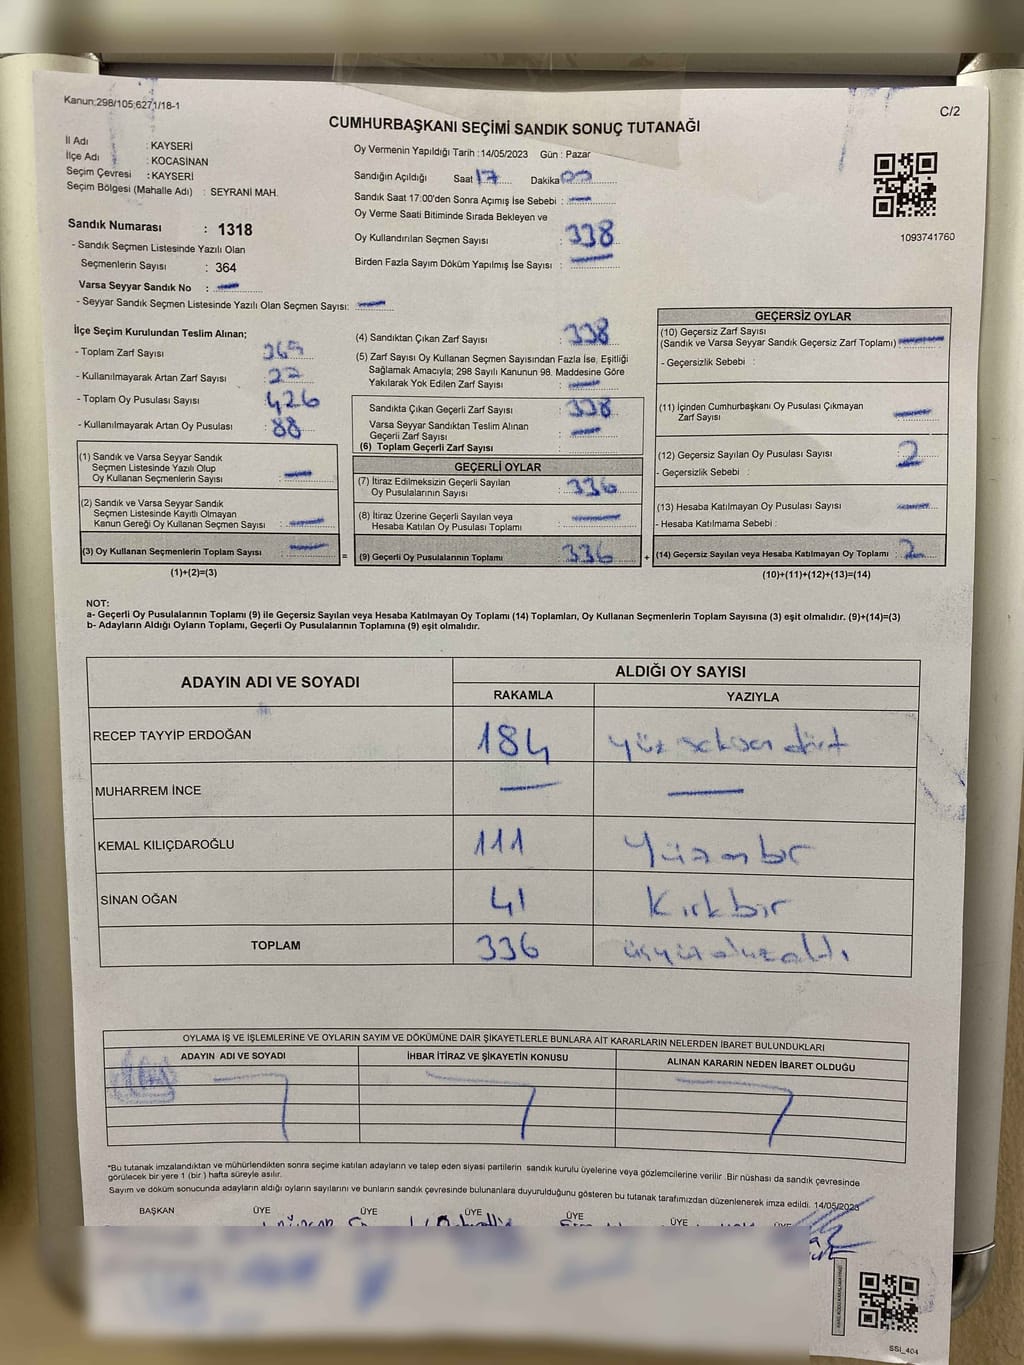 Kanun:298/105;6271/18-1
C/2
CUMHURBAŞKANI SEÇİMİ SANDIK SONUÇ TUTANAĞI
İl Adı : KAYSERİ
İlçe Adı : KOCASİNAN
Seçim Çevresi : KAYSERİ
Seçim Bölgesi (Mahalle Adı) : SEYRANİ MAH.
Sandık Numarası : 1318
- Sandık Seçmen Listesinde Yazılı Olan
Seçmenlerin Sayısı : 364
Varsa Seyyar Sandık No : —
- Seyyar Sandık Seçmen Listesinde Yazılı Olan Seçmen Sayısı: —
Oy Vermenin Yapıldığı Tarih : 14/05/2023 Gün : Pazar
Sandığın Açıldığı Saat 17 Dakika 00
Sandık Saat 17:00'den Sonra Açımış İse Sebebi : —
Oy Verme Saati Bitiminde Sırada Bekleyen ve
Oy Kullandırılan Seçmen Sayısı : 338
Birden Fazla Sayım Döküm Yapılmış İse Sayısı : —
1093741760
İlçe Seçim Kurulundan Teslim Alınan;
- Toplam Zarf Sayısı : 365
- Kullanılmayarak Artan Zarf Sayısı : 27
- Toplam Oy Pusulası Sayısı : 426
- Kullanılmayarak Artan Oy Pusulası : 88
(1) Sandık ve Varsa Seyyar Sandık
Seçmen Listesinde Yazılı Olup
Oy Kullanan Seçmenlerin Sayısı : —
(2) Sandık ve Varsa Seyyar Sandık
Seçmen Listesinde Kayıtlı Olmayan
Kanun Gereği Oy Kullanan Seçmen Sayısı : —
(3) Oy Kullanan Seçmenlerin Toplam Sayısı : —
(1)+(2)=(3)
(4) Sandıktan Çıkan Zarf Sayısı : 338
(5) Zarf Sayısı Oy Kullanan Seçmen Sayısından Fazla İse, Eşitliği
Sağlamak Amacıyla; 298 Sayılı Kanunun 98. Maddesine Göre
Yakılarak Yok Edilen Zarf Sayısı : —
Sandıkta Çıkan Geçerli Zarf Sayısı : 338
Varsa Seyyar Sandıktan Teslim Alınan
Geçerli Zarf Sayısı : —
(6) Toplam Geçerli Zarf Sayısı :
GEÇERLİ OYLAR
(7) İtiraz Edilmeksizin Geçerli Sayılan
Oy Pusulalarının Sayısı : 336
(8) İtiraz Üzerine Geçerli Sayılan veya
Hesaba Katılan Oy Pusulası Toplamı : —
= (9) Geçerli Oy Pusulalarının Toplamı : 336 +
GEÇERSİZ OYLAR
(10) Geçersiz Zarf Sayısı
(Sandık ve Varsa Seyyar Sandık Geçersiz Zarf Toplamı) : —
- Geçersizlik Sebebi :
(11) İçinden Cumhurbaşkanı Oy Pusulası Çıkmayan
Zarf Sayısı : —
(12) Geçersiz Sayılan Oy Pusulası Sayısı : 2
- Geçersizlik Sebebi :
(13) Hesaba Katılmayan Oy Pusulası Sayısı : —
- Hesaba Katılmama Sebebi :
(14) Geçersiz Sayılan veya Hesaba Katılmayan Oy Toplamı : 2
(10)+(11)+(12)+(13)=(14)
NOT:
a- Geçerli Oy Pusulalarının Toplamı (9) ile Geçersiz Sayılan veya Hesaba Katılmayan Oy Toplamı (14) Toplamları, Oy Kullanan Seçmenlerin Toplam Sayısına (3) eşit olmalıdır. (9)+(14)=(3)
b- Adayların Aldığı Oyların Toplamı, Geçerli Oy Pusulalarının Toplamına (9) eşit olmalıdır.
ADAYIN ADI VE SOYADI ALDIĞI OY SAYISI
RAKAMLA YAZIYLA
RECEP TAYYİP ERDOĞAN 184 yüz seksen dört
MUHARREM İNCE — —
KEMAL KILIÇDAROĞLU 111 Yüzonbir
SİNAN OĞAN 41 Kırkbir
TOPLAM 336 üçyüzotuzaltı
OYLAMA İŞ VE İŞLEMLERİNE VE OYLARIN SAYIM VE DÖKÜMÜNE DAİR ŞİKAYETLERLE BUNLARA AİT KARARLARIN NELERDEN İBARET BULUNDUKLARI
ADAYIN ADI VE SOYADI İHBAR İTİRAZ VE ŞİKAYETİN KONUSU ALINAN KARARIN NEDEN İBARET OLDUĞU
*Bu tutanak imzalandıktan ve mühürlendikten sonra seçime katılan adayların ve talep eden siyasi partilerin sandık kurulu üyelerine veya gözlemcilerine verilir. Bir nüshası da sandık çevresinde
görülecek bir yere 1 (bir ) hafta süreyle asılır.
Sayım ve döküm sonucunda adayların aldığı oyların sayılarını ve bunların sandık çevresinde bulunanlara duyurulduğunu gösteren bu tutanak tarafımızdan düzenlenerek imza edildi. 14/05/2023
BAŞKAN ÜYE ÜYE ÜYE ÜYE ÜYE ÜYE
SSI_404